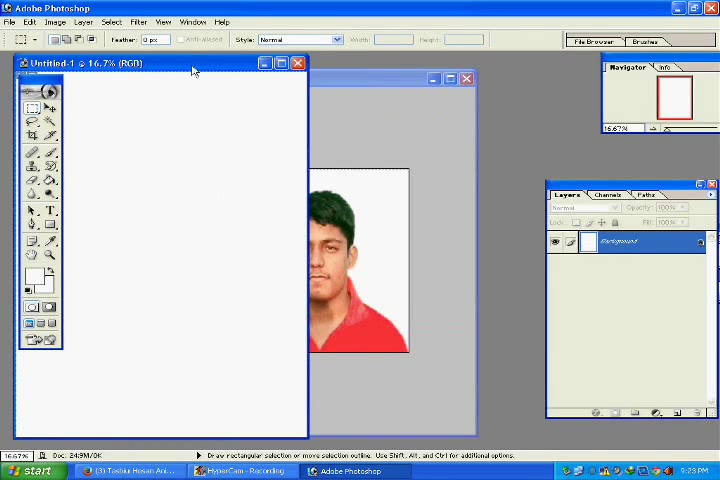 Adobe Photoshop
File Edit Image Layer Select Filter View Window Help
Feather: 0 px Anti-aliased Style: Normal Width: Height: File Browser Brushes
Untitled-1 @ 16.7% (RGB)
Navigator Info
16.67%
Layers Channels Paths
Normal Opacity: 100%
Lock: Fill: 100%
Background
T
16.67% Doc: 24.9M/0K Draw rectangular selection or move selection outline. Use Shift, Alt, and Ctrl for additional options.
start (3) Tasbiul Hesan Ani... HyperCam - Recording Adobe Photoshop 9:23 PM